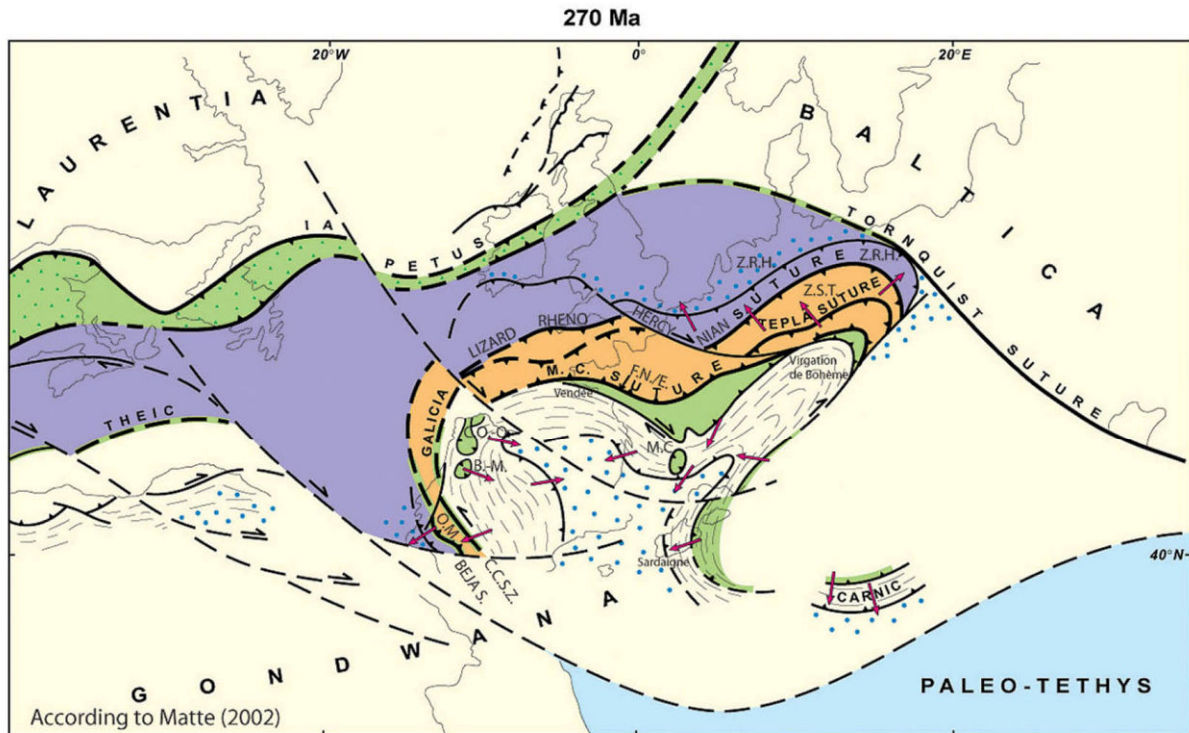 270 Ma
20°W
0°
20°E
LAURENTIA
BALTICA
IA
PETUS
TORNQUIST SUTURE
Z.R.H.
Z.R.H.
SUTURE
Z.S.T.
TEPLA SUTURE
LIZARD
RHENO
HERCY
NIAN
M.C. SUTURE
F.N./E.
Virgation
de Bohème
Vendée
THEIC
GALICIA
O.-O.
M.C.
B.-M.
O.M.
Sardaigne
40°N
BEJA S.
C.C.S.Z.
CARNIC
GONDWANA
PALEO-TETHYS
According to Matte (2002)